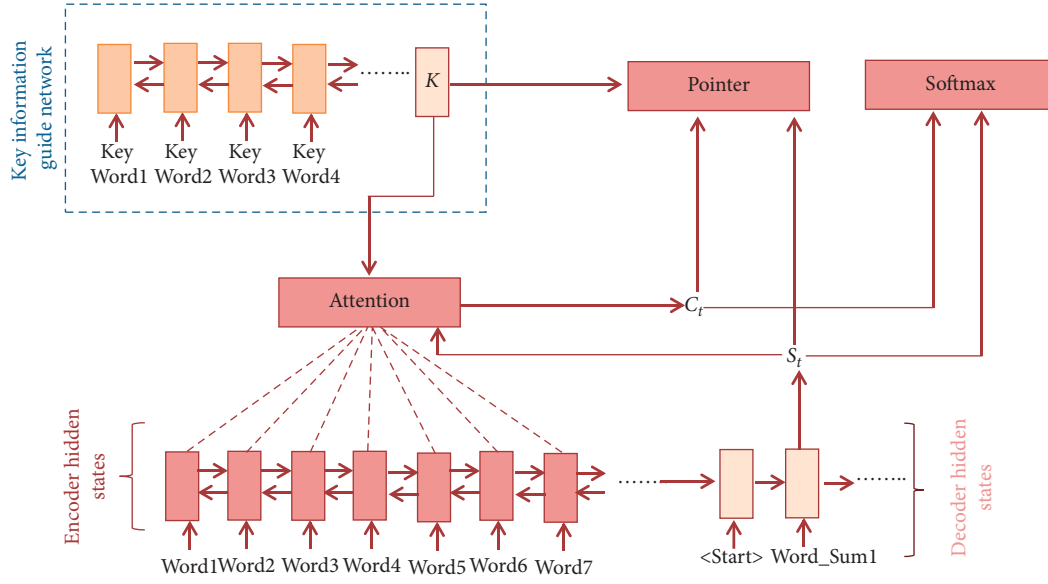 Key information
guide network
K
Key
Word1
Key
Word2
Key
Word3
Key
Word4
Pointer
Softmax
Attention
C_t
S_t
Encoder hidden
states
Word1
Word2
Word3
Word4
Word5
Word6
Word7
<Start>
Word_Sum1
Decoder hidden
states